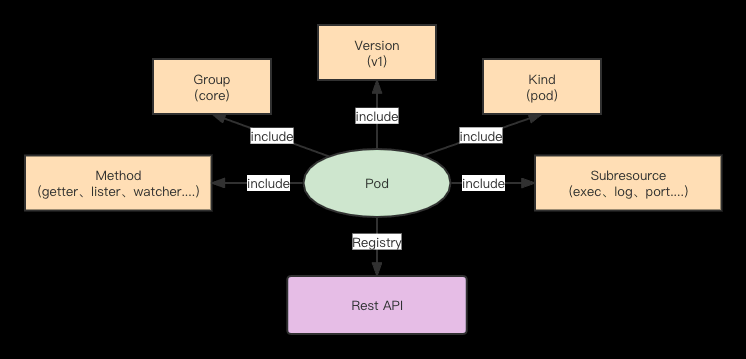 Version
(v1)
Group
(core)
Kind
(pod)
include
include
include
Method
(getter、lister、watcher....)
include
Pod
include
Subresource
(exec、log、port....)
Registry
Rest API